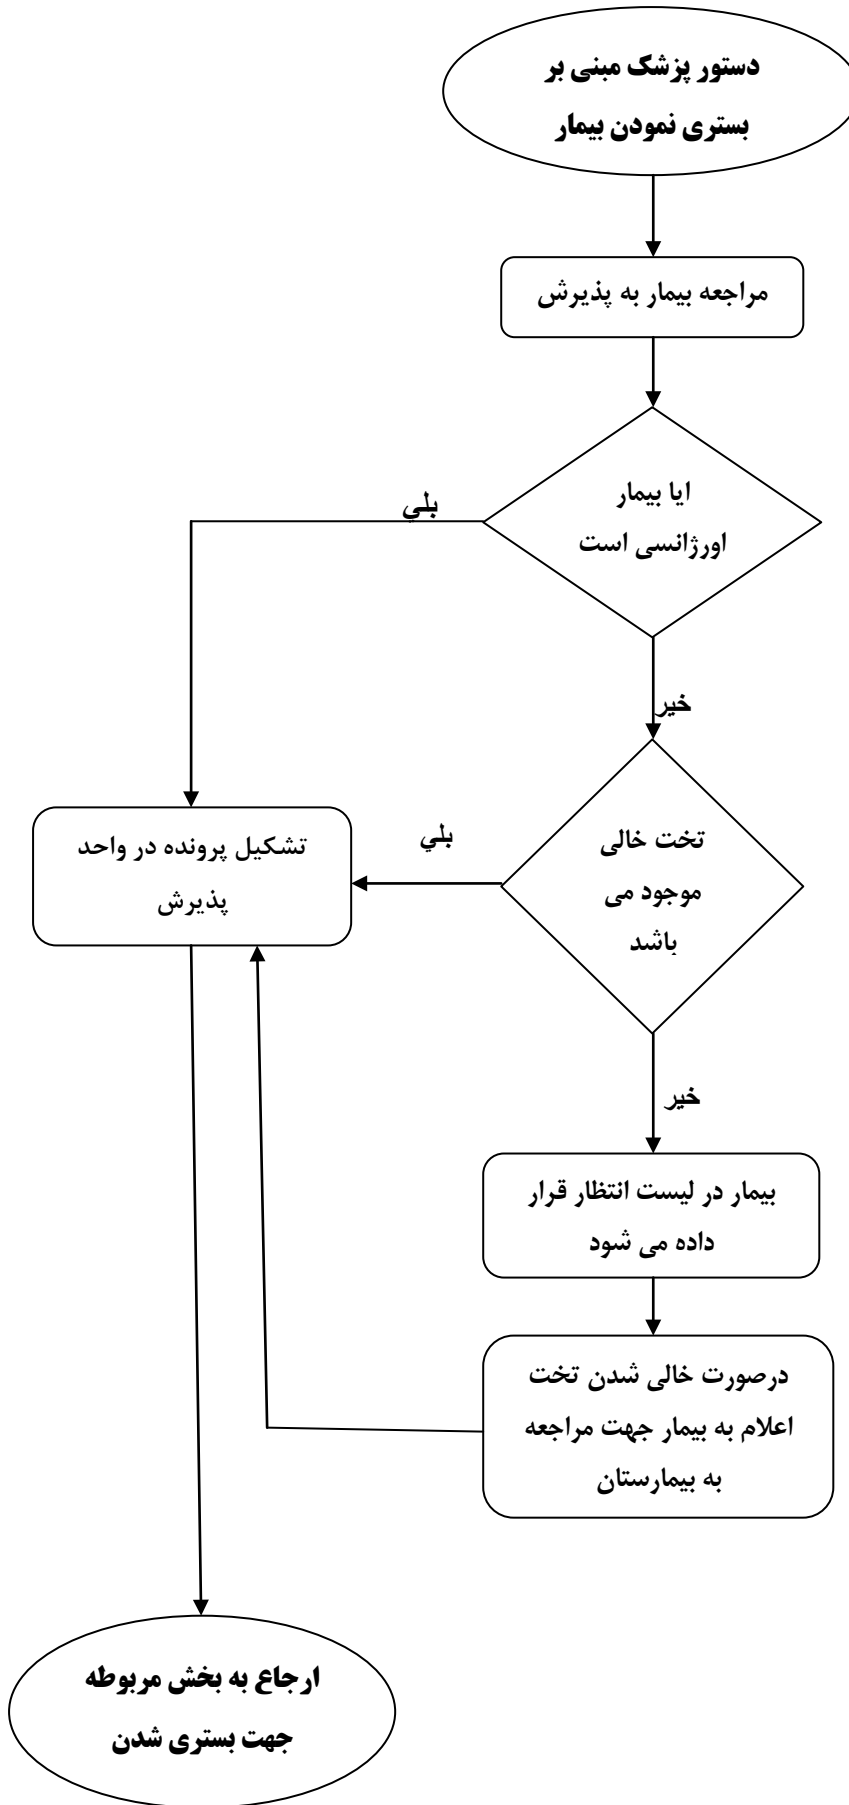 دستور پزشک مبنی بر
بستری نمودن بیمار
مراجعه بیمار به پذیرش
ایا بیمار
اورژانسی است
بلي
خیر
تخت خالی
موجود می
باشد
بلي
تشکیل پرونده در واحد
پذیرش
خیر
بیمار در لیست انتظار قرار
داده می شود
درصورت خالی شدن تخت
اعلام به بیمار جهت مراجعه
به بیمارستان
ارجاع به بخش مربوطه
جهت بستری شدن